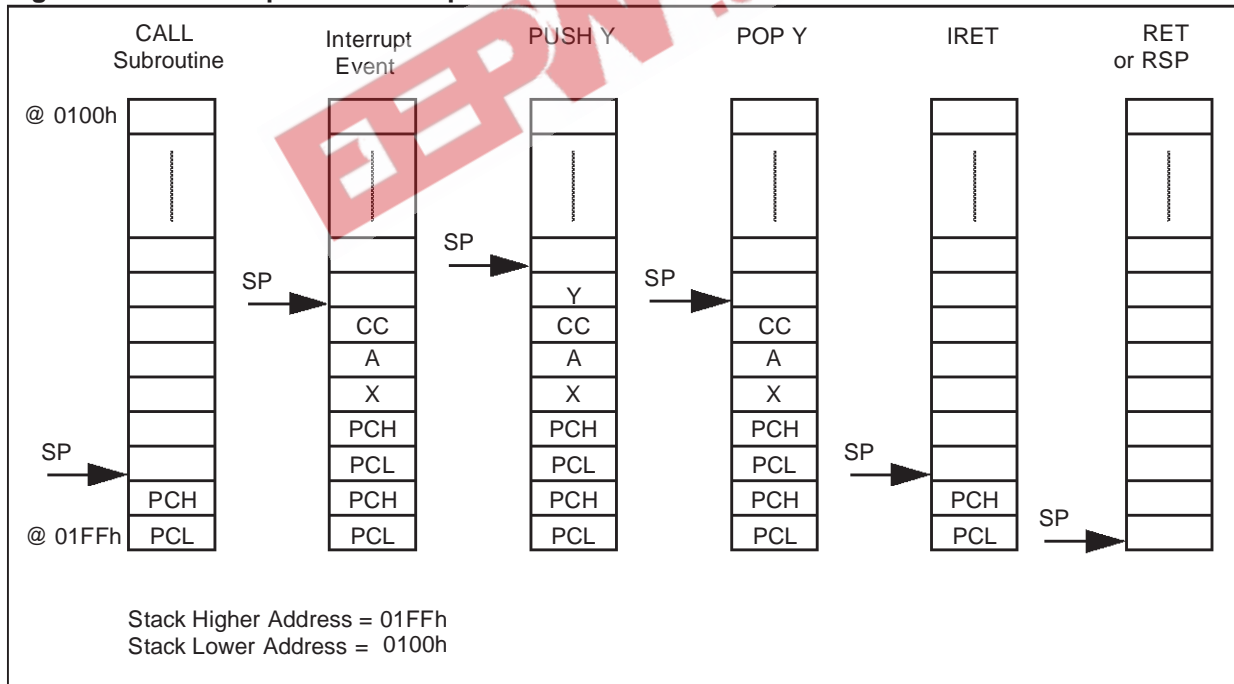 CALL
Subroutine
Interrupt
Event
PUSH Y
POP Y
IRET
RET
or RSP
@ 0100h
SP
SP
SP
SP
SP
SP
Y
CC
CC
CC
A
A
A
X
X
X
PCH
PCH
PCH
PCL
PCL
PCL
PCH
PCH
PCH
PCH
PCH
@ 01FFh
PCL
PCL
PCL
PCL
PCL
Stack Higher Address = 01FFh
Stack Lower Address = 0100h
EEPW